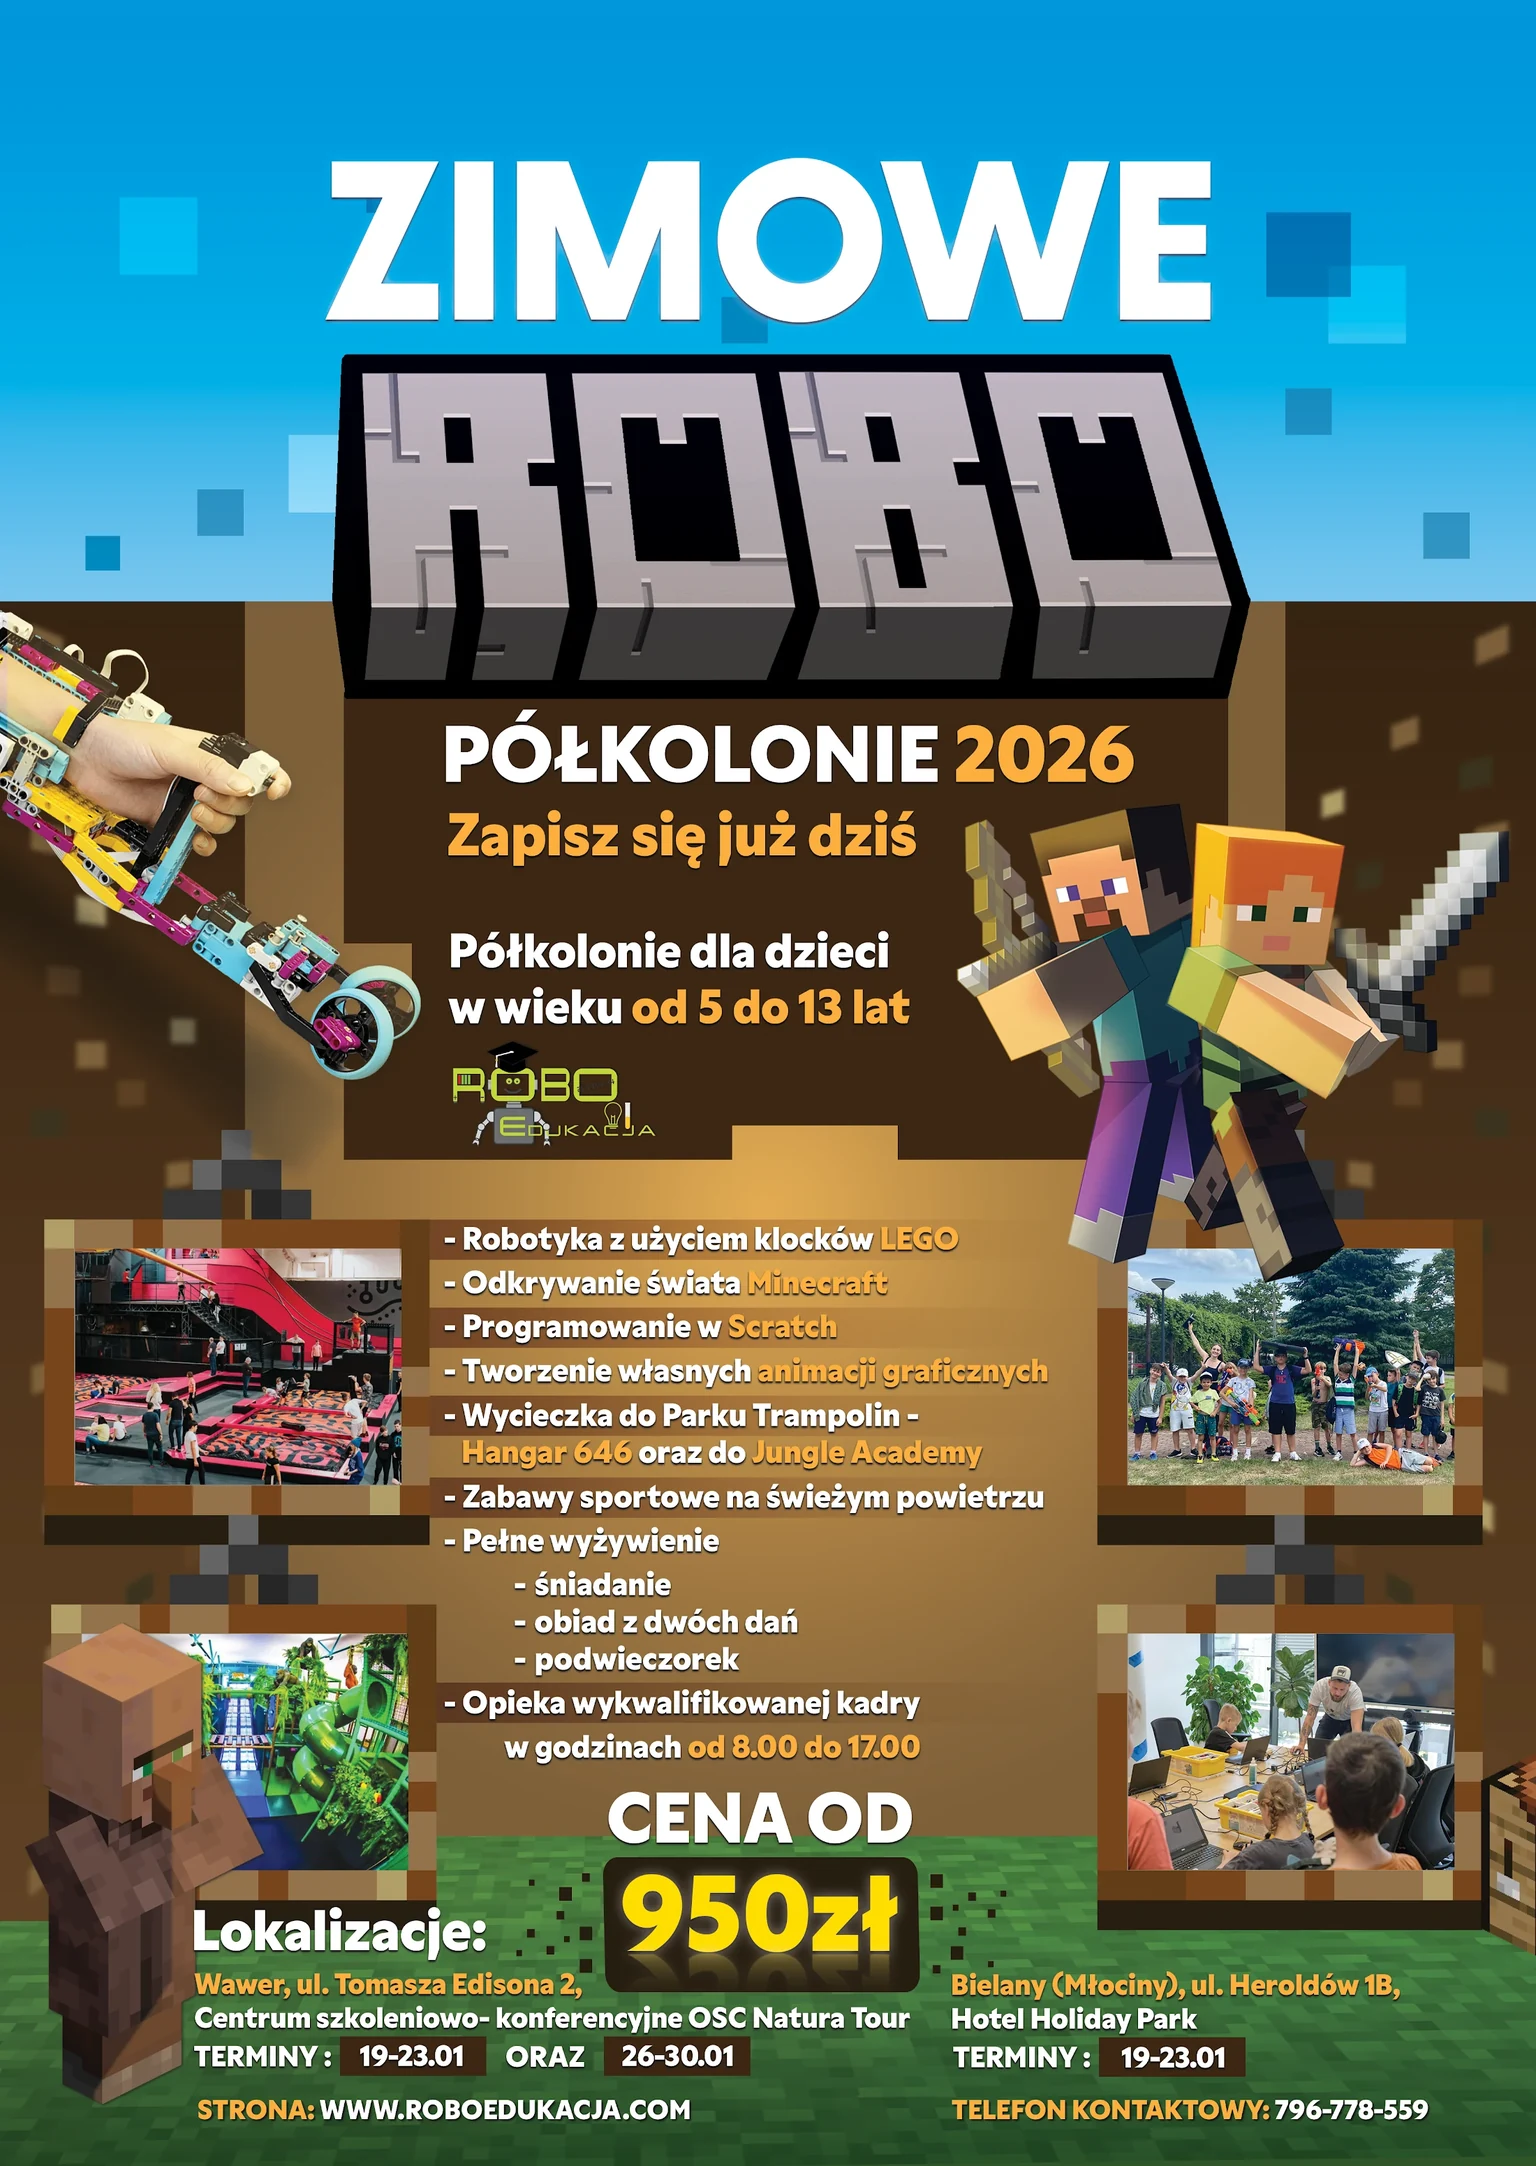 ZIMOWE
ROBO
PÓŁKOLONIE 2026
Zapisz się już dziś
Półkolonie dla dzieci
w wieku od 5 do 13 lat
ROBO
EDUKACJA
- Robotyka z użyciem klocków LEGO
- Odkrywanie świata Minecraft
- Programowanie w Scratch
- Tworzenie własnych animacji graficznych
- Wycieczka do Parku Trampolin -
Hangar 646 oraz do Jungle Academy
- Zabawy sportowe na świeżym powietrzu
- Pełne wyżywienie
- śniadanie
- obiad z dwóch dań
- podwieczorek
- Opieka wykwalifikowanej kadry
w godzinach od 8.00 do 17.00
CENA OD
950zł
Lokalizacje:
Wawer, ul. Tomasza Edisona 2,
Centrum szkoleniowo- konferencyjne OSC Natura Tour
TERMINY : 19-23.01 ORAZ 26-30.01
Bielany (Młociny), ul. Heroldów 1B,
Hotel Holiday Park
TERMINY : 19-23.01
STRONA: WWW.ROBOEDUKACJA.COM
TELEFON KONTAKTOWY: 796-778-559